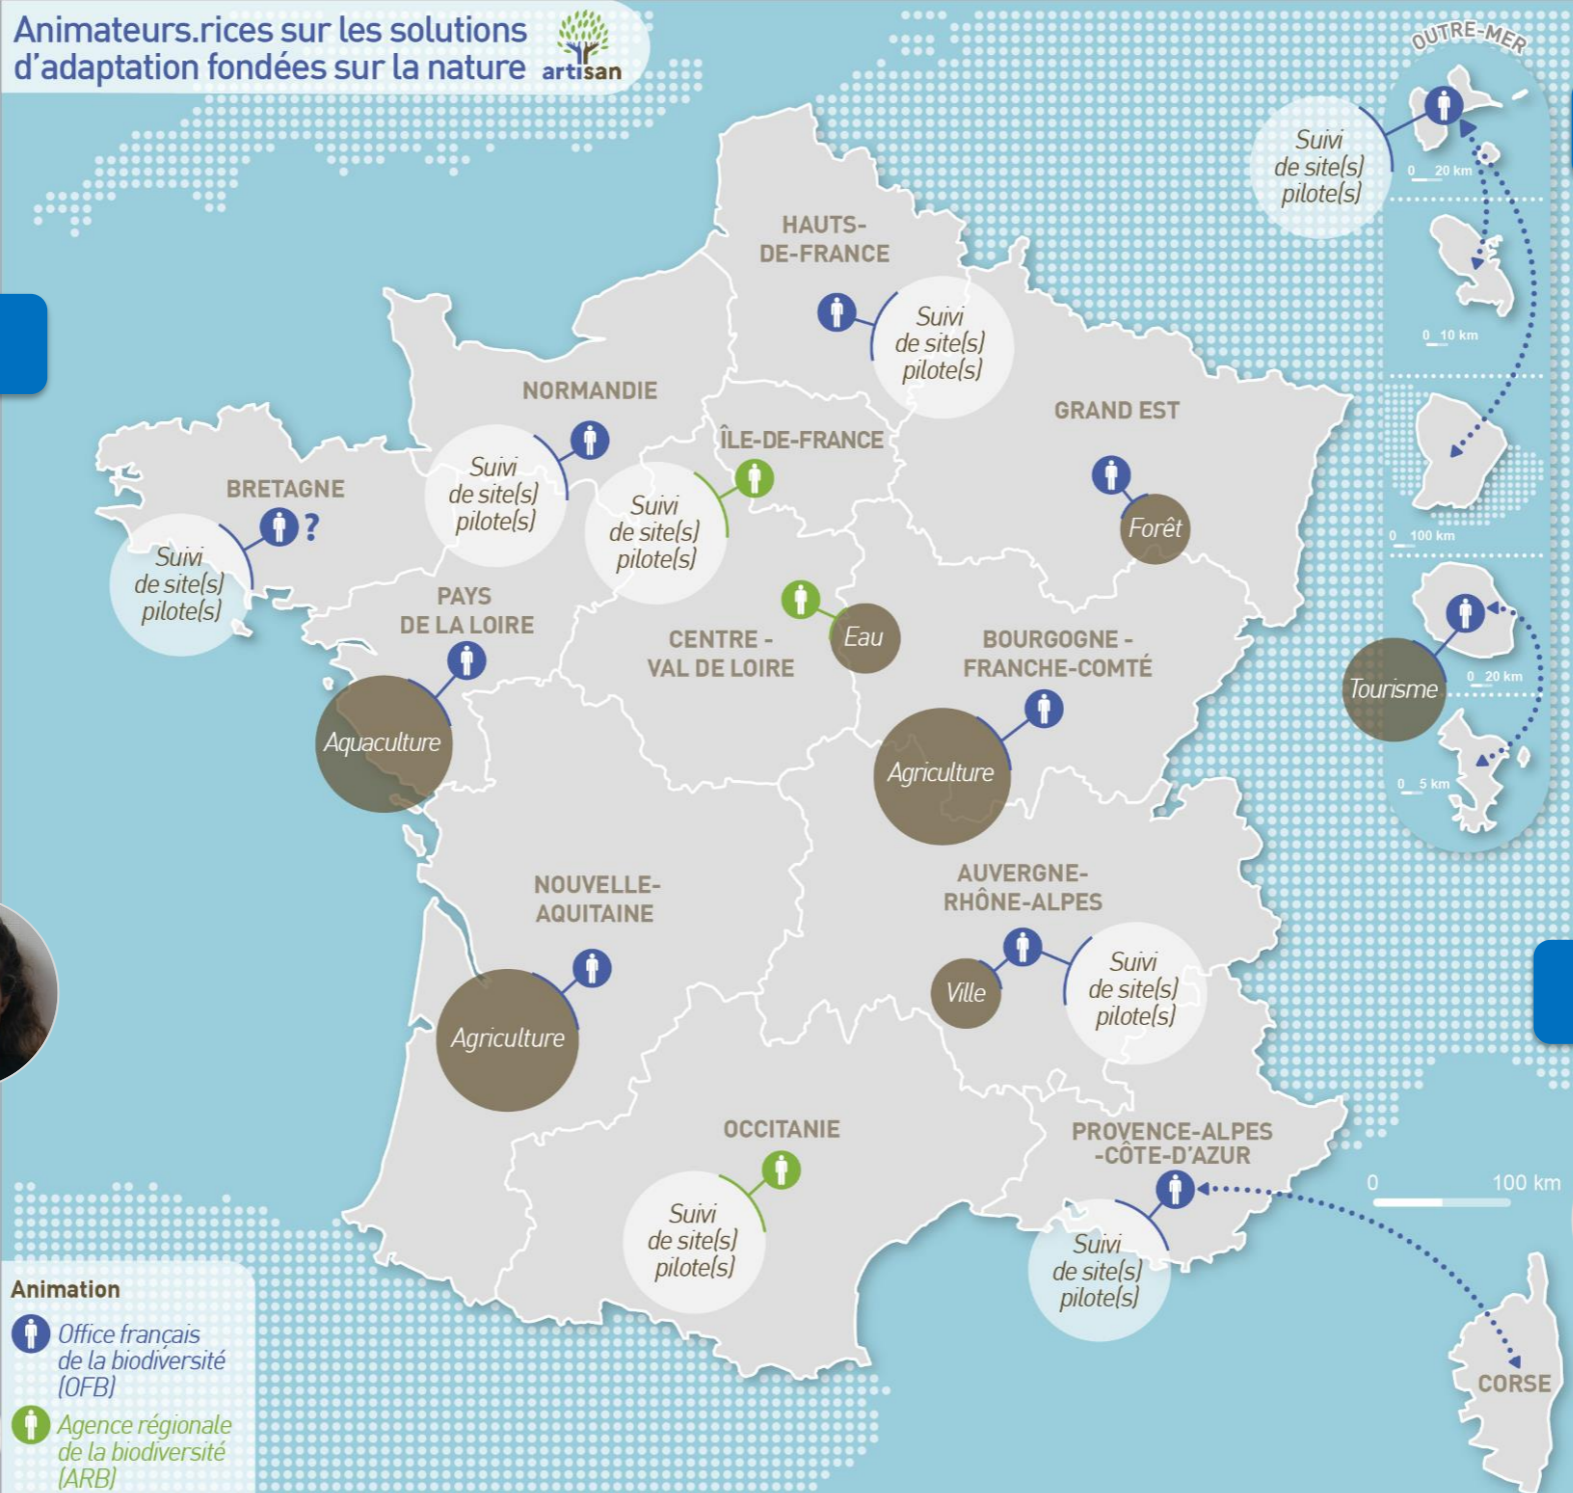 Animateurs.rices sur les solutions
d'adaptation fondées sur la nature
artisan
OUTRE-MER
Suivi
de site(s)
pilote(s)
0 20 km
HAUTS-
DE-FRANCE
Suivi
de site(s)
pilote(s)
0 10 km
NORMANDIE
GRAND EST
ÎLE-DE-FRANCE
Suivi
de site(s)
pilote(s)
BRETAGNE
?
Suivi
de site(s)
pilote(s)
Suivi
de site(s)
pilote(s)
Forêt
0 100 km
PAYS
DE LA LOIRE
CENTRE -
VAL DE LOIRE
Eau
BOURGOGNE -
FRANCHE-COMTÉ
Tourisme
0 20 km
Aquaculture
Agriculture
0 5 km
NOUVELLE-
AQUITAINE
AUVERGNE-
RHÔNE-ALPES
Ville
Suivi
de site(s)
pilote(s)
Agriculture
OCCITANIE
PROVENCE-ALPES
-CÔTE-D'AZUR
0 100 km
Suivi
de site(s)
pilote(s)
Suivi
de site(s)
pilote(s)
CORSE
Animation
Office français
de la biodiversité
(OFB)
Agence régionale
de la biodiversité
(ARB)